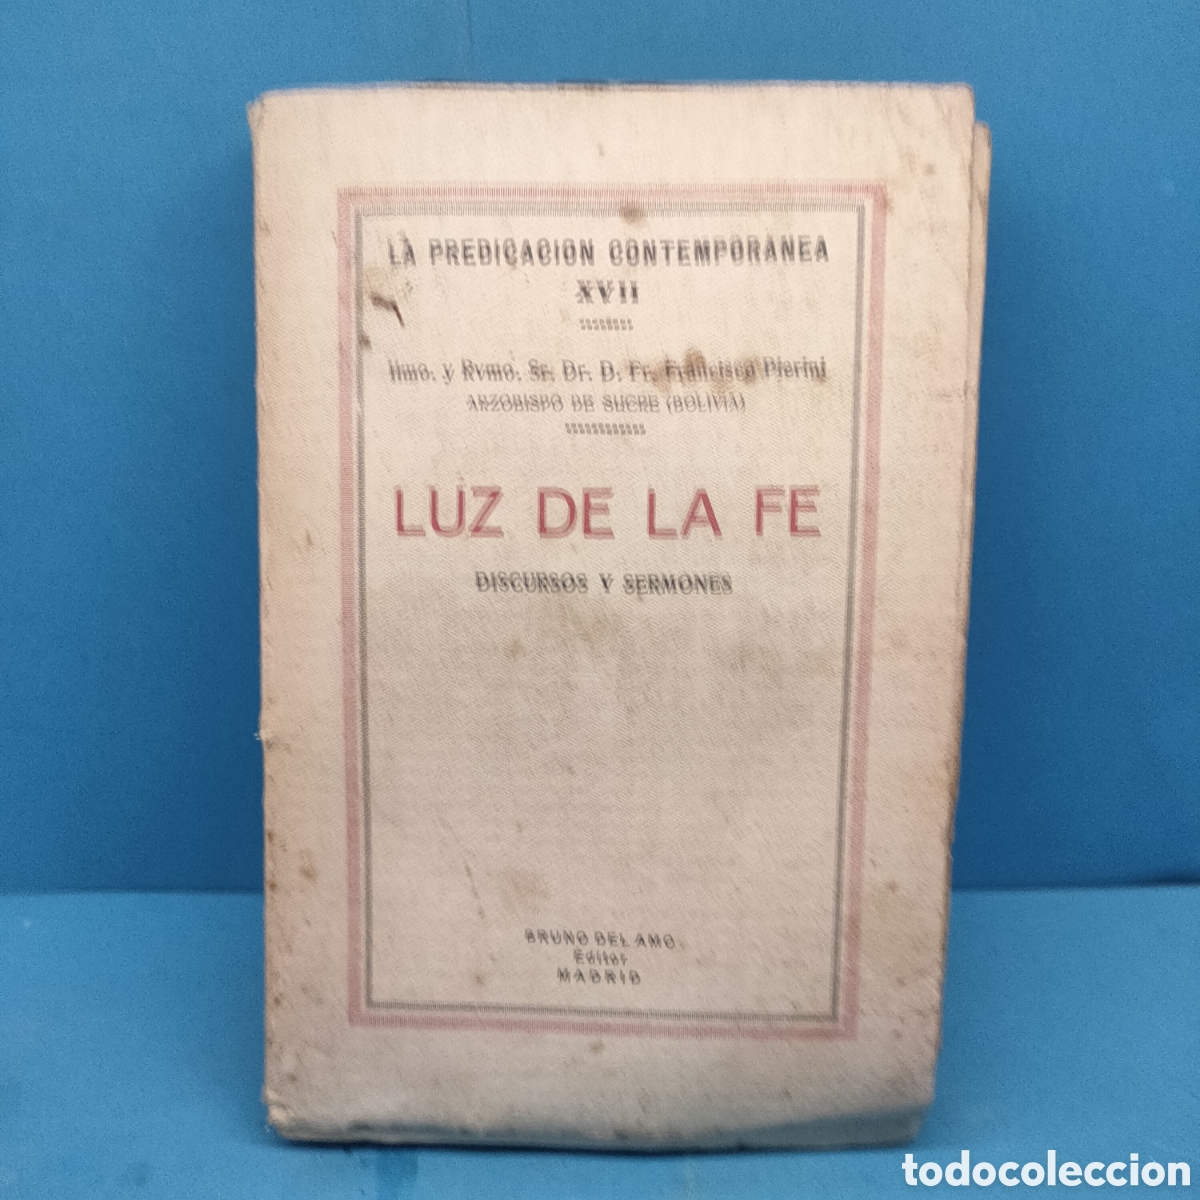 LA PREDICACION CONTEMPORANEA
XVII
Ilmo. y Rvmo. Sr. Dr. D. Fr. Francisco Pierini
ARZOBISPO DE SUCRE (BOLIVIA)
LUZ DE LA FE
DISCURSOS Y SERMONES
BRUNO DEL AMO
Editor
MADRID
todocoleccion